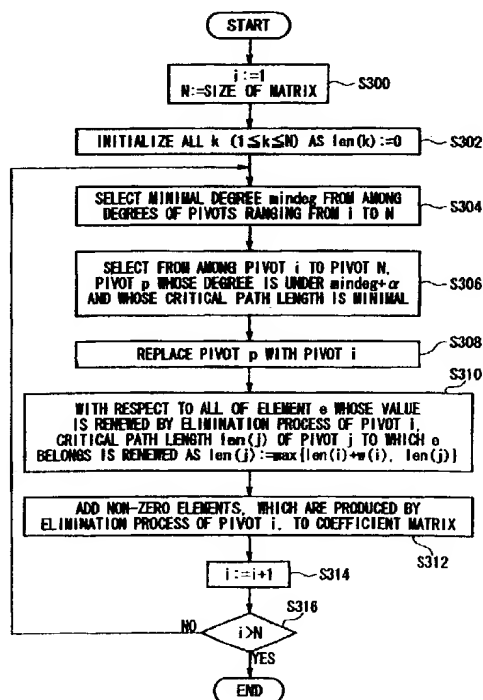 START
i:=1
N:=SIZE OF MATRIX
S300
INITIALIZE ALL k (1≦k≦N) AS len(k):=0
S302
SELECT MINIMAL DEGREE mindeg FROM AMONG
DEGREES OF PIVOTS RANGING FROM i TO N
S304
SELECT FROM AMONG PIVOT i TO PIVOT N,
PIVOT p WHOSE DEGREE IS UNDER mindeg+α
AND WHOSE CRITICAL PATH LENGTH IS MINIMAL
S306
REPLACE PIVOT p WITH PIVOT i
S308
S310
WITH RESPECT TO ALL OF ELEMENT e WHOSE VALUE
IS RENEWED BY ELIMINATION PROCESS OF PIVOT i,
CRITICAL PATH LENGTH len(j) OF PIVOT j TO WHICH e
BELONGS IS RENEWED AS len(j):=max{len(i)+w(i), len(j)}
ADD NON-ZERO ELEMENTS, WHICH ARE PRODUCED BY
ELIMINATION PROCESS OF PIVOT i, TO COEFFICIENT MATRIX
S312
i:=i+1
S314
S316
NO
i>N
YES
END